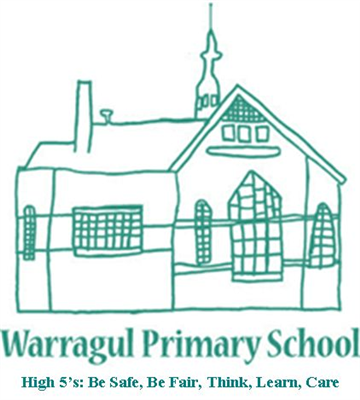 Warragul Primary School
High 5's: Be Safe, Be Fair, Think, Learn, Care